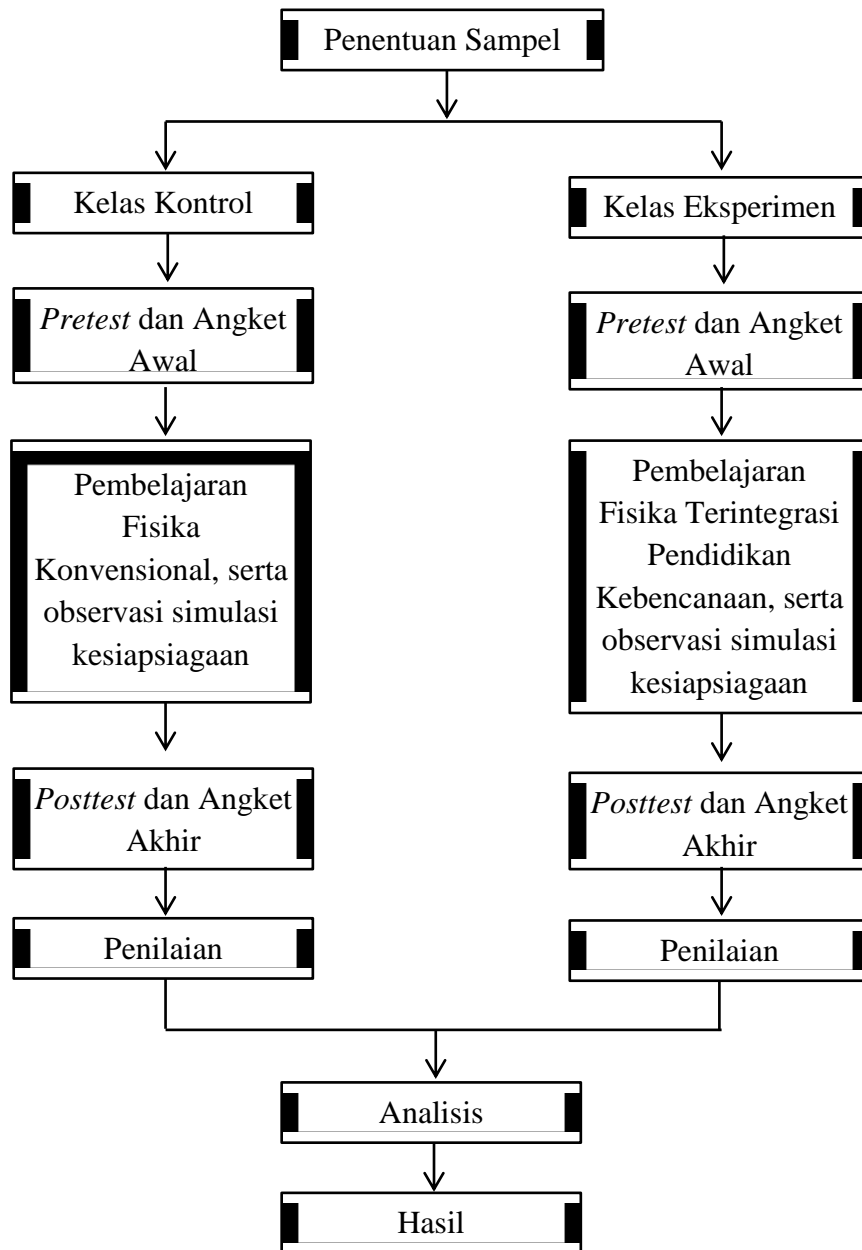 Penentuan Sampel
Kelas Kontrol
Kelas Eksperimen
Pretest dan Angket
Awal
Pretest dan Angket
Awal
Pembelajaran
Fisika
Konvensional, serta
observasi simulasi
kesiapsiagaan
Pembelajaran
Fisika Terintegrasi
Pendidikan
Kebencanaan, serta
observasi simulasi
kesiapsiagaan
Posttest dan Angket
Akhir
Posttest dan Angket
Akhir
Penilaian
Penilaian
Analisis
Hasil